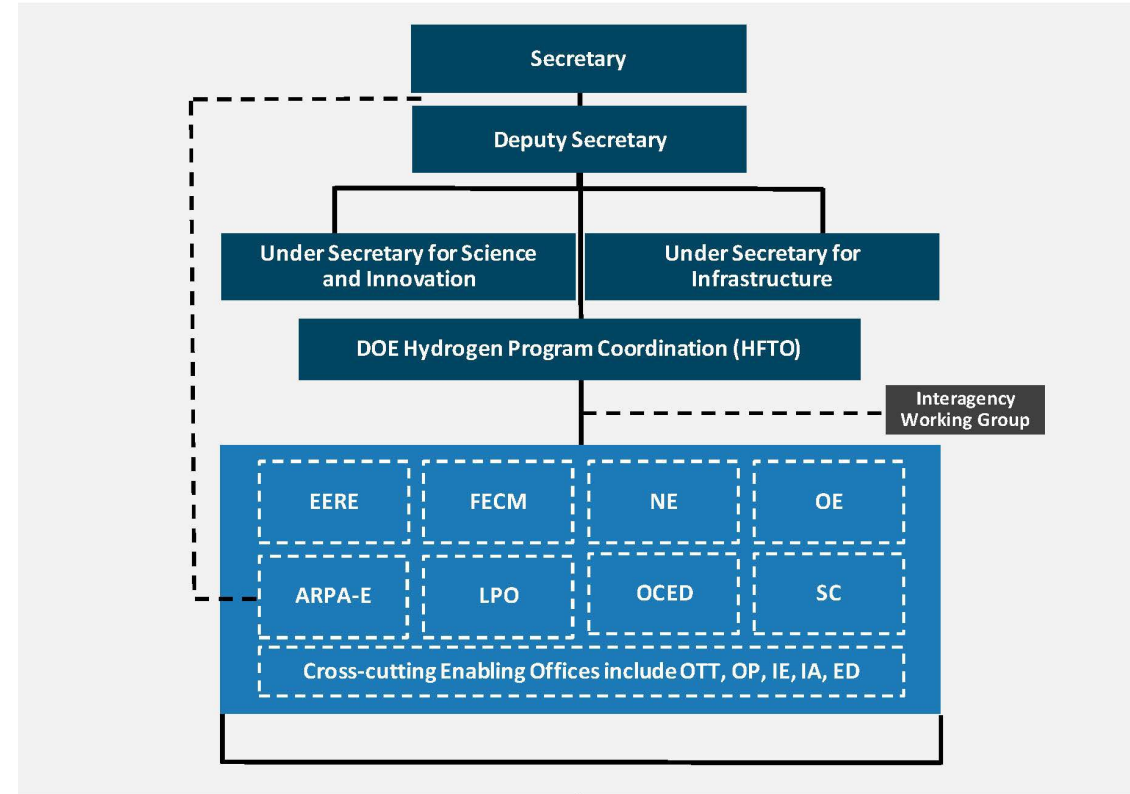 Secretary
Deputy Secretary
Under Secretary for Science
and Innovation
Under Secretary for
Infrastructure
DOE Hydrogen Program Coordination (HFTO)
Interagency
Working Group
EERE
FECM
NE
OE
ARPA-E
LPO
OCED
SC
Cross-cutting Enabling Offices include OTT, OP, IE, IA, ED